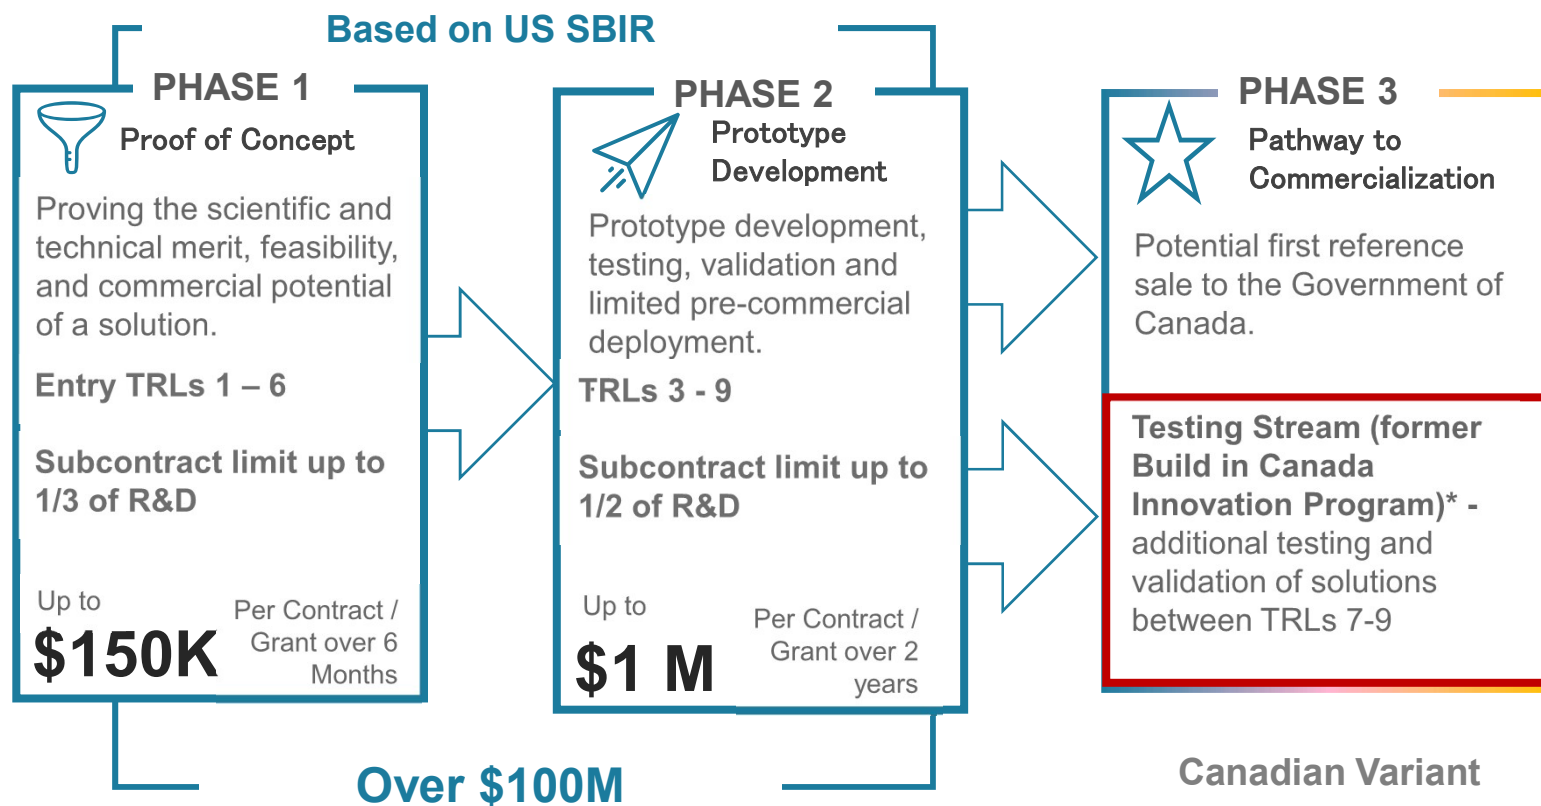 Based on US SBIR
PHASE 1
Proof of Concept
Proving the scientific and
technical merit, feasibility,
and commercial potential
of a solution.
Entry TRLs 1 – 6
Subcontract limit up to
1/3 of R&D
Up to
$150K
Per Contract /
Grant over 6
Months
PHASE 2
Prototype
Development
Prototype development,
testing, validation and
limited pre-commercial
deployment.
TRLs 3 - 9
Subcontract limit up to
1/2 of R&D
Up to
$1 M
Per Contract /
Grant over 2
years
PHASE 3
Pathway to
Commercialization
Potential first reference
sale to the Government of
Canada.
Testing Stream (former
Build in Canada
Innovation Program)* -
additional testing and
validation of solutions
between TRLs 7-9
Over $100M
Canadian Variant